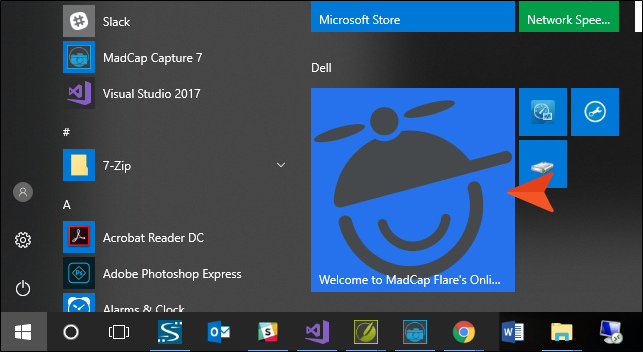 Slack
MadCap Capture 7
Visual Studio 2017
#
7-Zip
A
Acrobat Reader DC
Adobe Photoshop Express
Alarms & Clock
Microsoft Store
Network Spee...
Dell
Welcome to MadCap Flare's Onli...